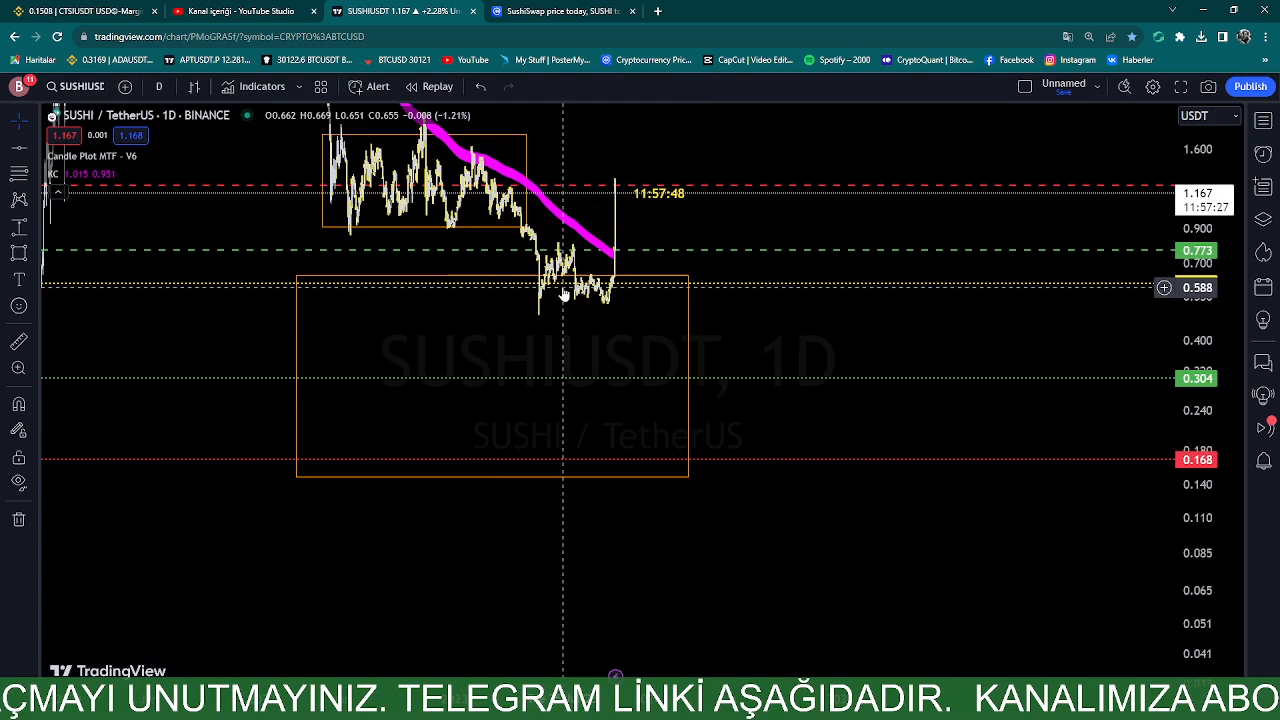 0.1508 | CTSIUSDT USD©-Margi
Kanal içeriği - YouTube Studio
SUSHIUSDT 1.167 ▲ +2.28% Un
SushiSwap price today, SUSHI to
tradingview.com/chart/PMoGRA5f/?symbol=CRYPTO%3ABTCUSD
Haritalar
0.3169 | ADAUSDT...
APTUSDT.P 12.281...
30122.6 BTCUSDT B...
BTCUSD 30121
YouTube
My Stuff | PosterMy...
Cryptocurrency Pric...
CapCut | Video Edit...
Spotify – 2000
CryptoQuant | Bitco...
Facebook
Instagram
Haberler
B
11
SUSHIUSD
D
Indicators
Alert
Replay
Unnamed
Save
Publish
SUSHI / TetherUS · 1D · BINANCE
O0.662 H0.669 L0.651 C0.655 −0.008 (−1.21%)
USDT
1.167
0.001
1.168
Candle Plot MTF - V6
KC 1.015 0.951
1.600
11:57:48
1.167
11:57:27
0.900
0.773
0.700
0.588
0.400
0.304
0.240
0.168
0.140
0.110
0.085
0.065
0.051
0.041
SUSHIUSDT, 1D
SUSHI / TetherUS
TradingView
AÇMAYI UNUTMAYINIZ. TELEGRAM LİNKİ AŞAĞIDADIR. KANALIMIZA ABO